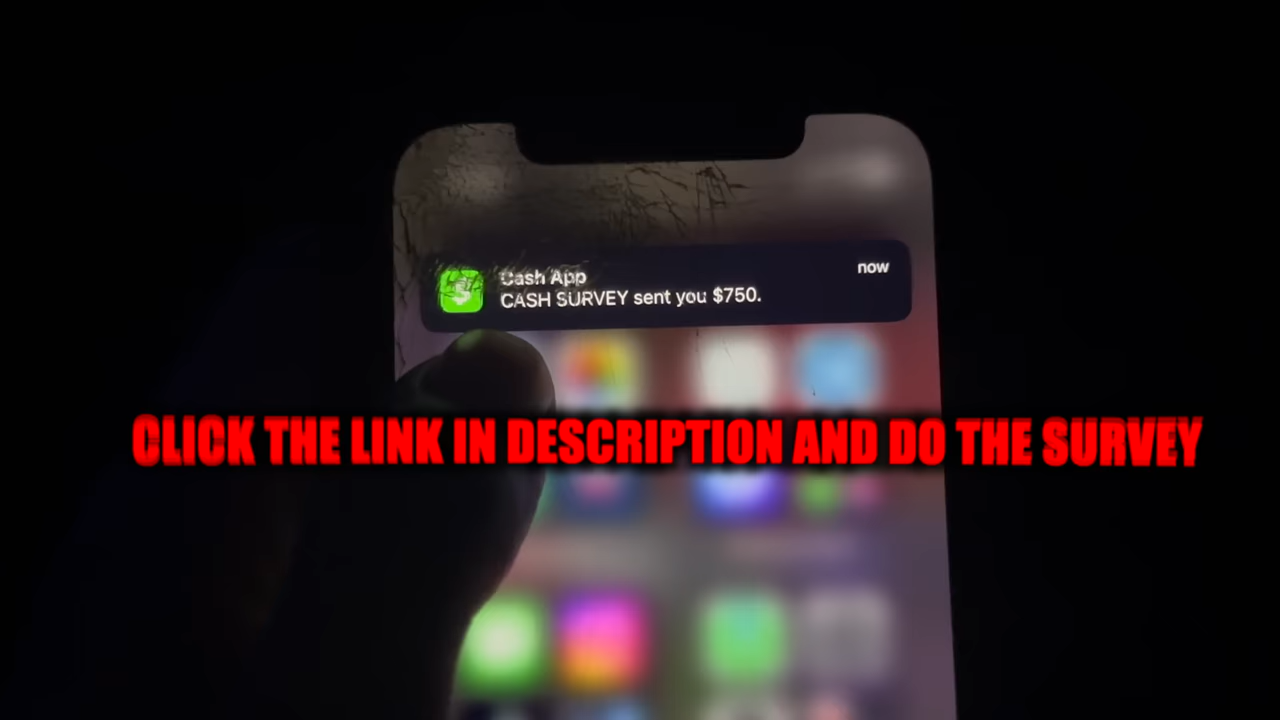 Cash App
now
CASH SURVEY sent you $750.
CLICK THE LINK IN DESCRIPTION AND DO THE SURVEY